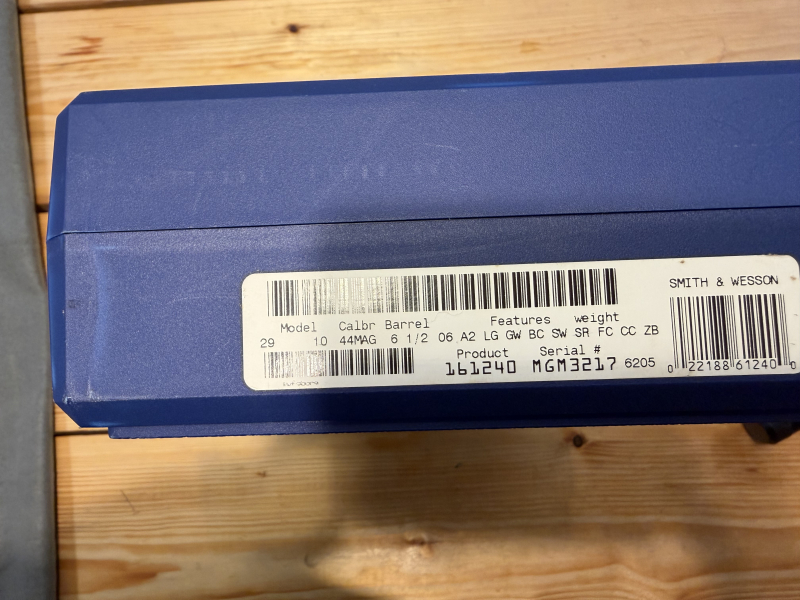 SMITH & WESSON
Model Calbr Barrel Features weight
29 10 44MAG 6 1/2 06 A2 LG GW BC SW SR FC CC ZB
Product Serial #
161240 MGM3217 6205
0 22188 61240 0